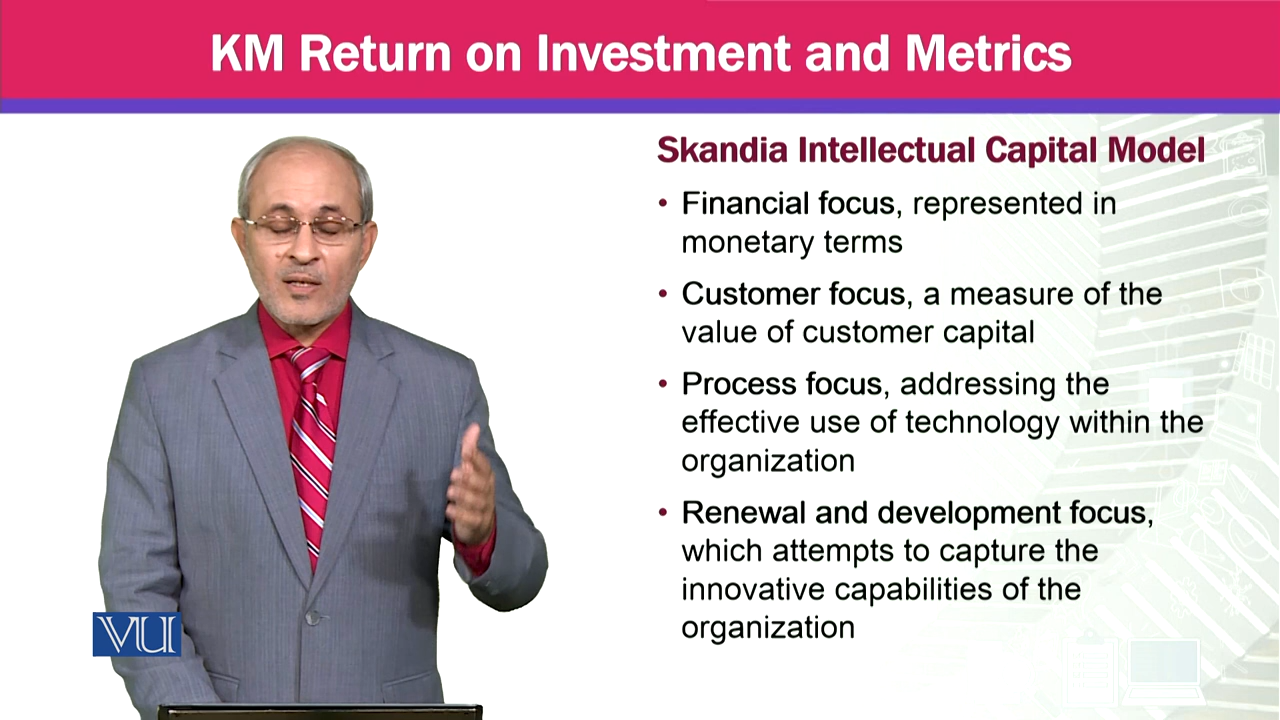 KM Return on Investment and Metrics
Skandia Intellectual Capital Model
• Financial focus, represented in
monetary terms
• Customer focus, a measure of the
value of customer capital
• Process focus, addressing the
effective use of technology within the
organization
• Renewal and development focus,
which attempts to capture the
innovative capabilities of the
organization
VU